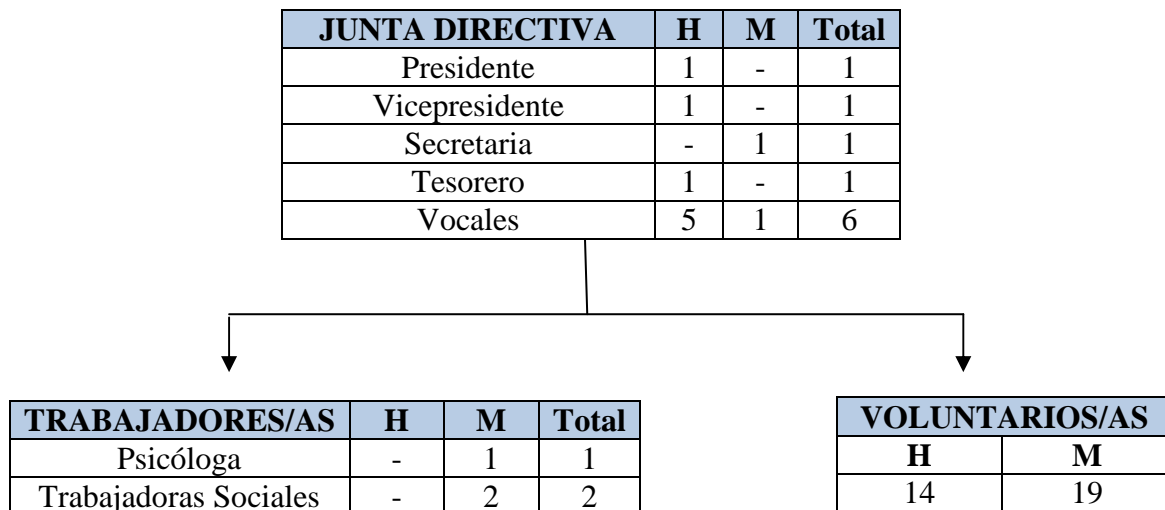 JUNTA DIRECTIVA H M Total
Presidente 1 - 1
Vicepresidente 1 - 1
Secretaria - 1 1
Tesorero 1 - 1
Vocales 5 1 6
TRABAJADORES/AS H M Total
Psicóloga - 1 1
Trabajadoras Sociales - 2 2
VOLUNTARIOS/AS
H M
14 19